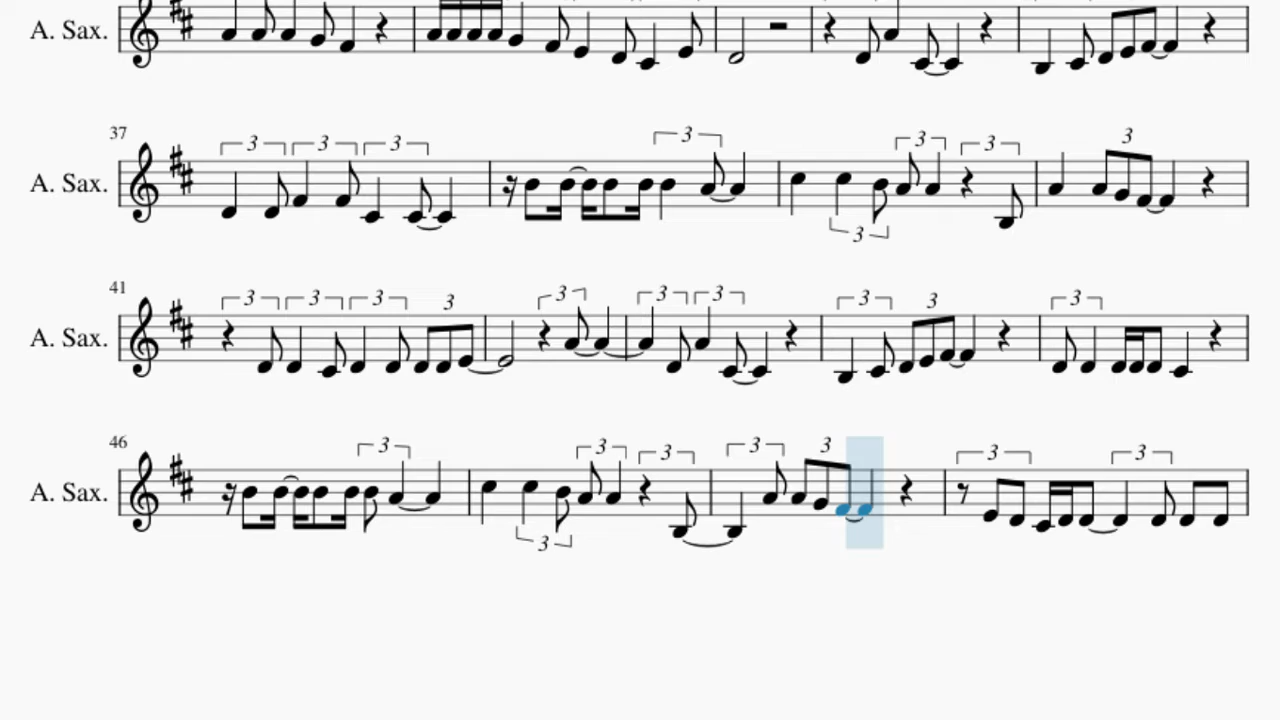 A. Sax.
37
3 3 3 3 3 3 3 3
A. Sax.
41
3 3 3 3 3 3 3 3 3 3
A. Sax.
46
3 3 3 3 3 3 3 3
A. Sax.
3